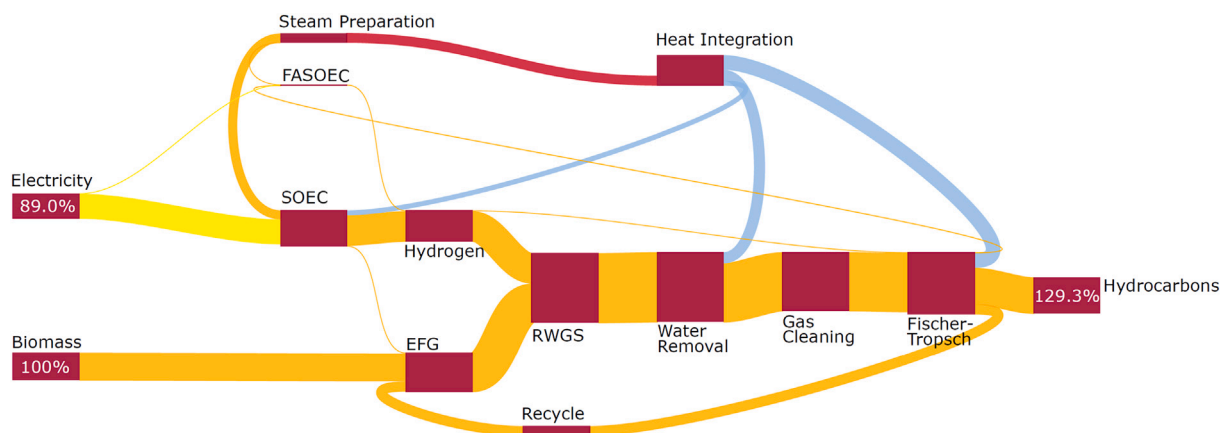 Steam Preparation
Heat Integration
FASOEC
Electricity
89.0%
SOEC
Hydrogen
Hydrocarbons
129.3%
RWGS
Water
Removal
Gas
Cleaning
Fischer-
Tropsch
Biomass
100%
EFG
Recycle